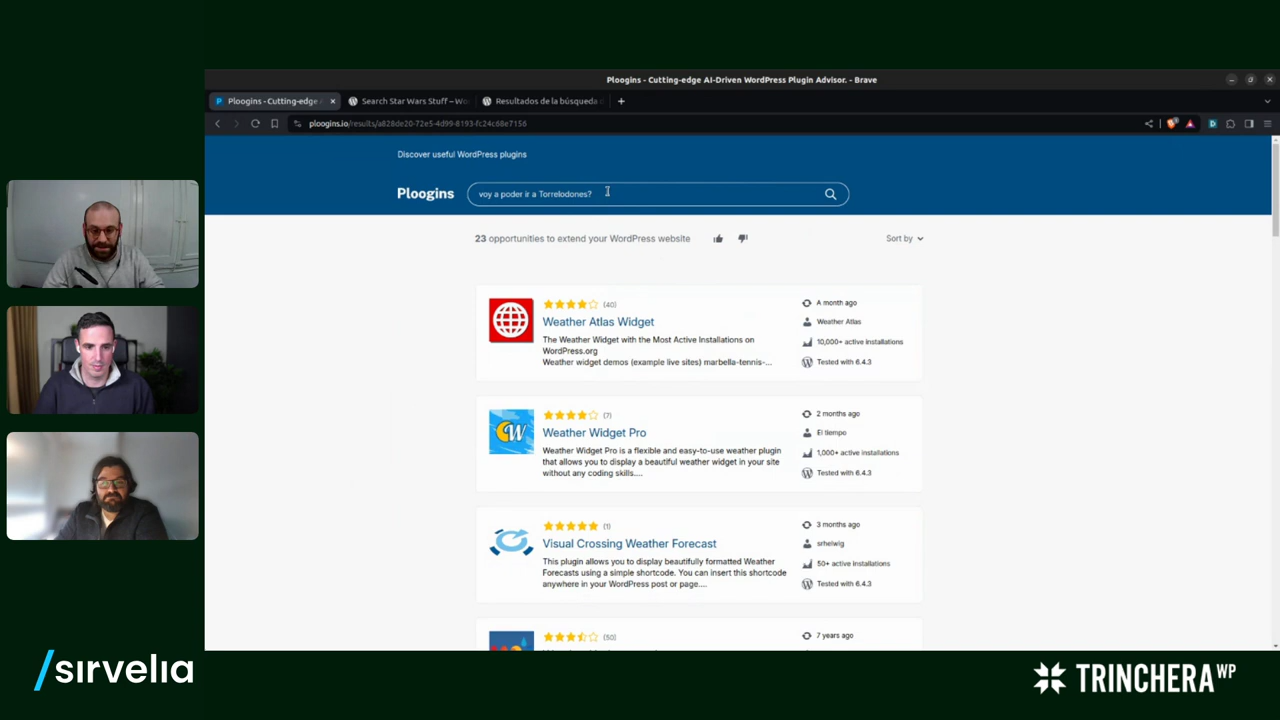 Ploogins - Cutting-edge AI-Driven WordPress Plugin Advisor. - Brave
Ploogins - Cutting-edge
Search Star Wars Stuff – Wo
Resultados de la búsqueda
ploogins.io/results/a828de20-72e5-4d99-8193-fc24c68e7156
Discover useful WordPress plugins
Ploogins
voy a poder ir a Torrelodones?
23 opportunities to extend your WordPress website
Sort by
(40)
Weather Atlas Widget
The Weather Widget with the Most Active Installations on
WordPress.org
Weather widget demos (example live sites) marbella-tennis-...
A month ago
Weather Atlas
10,000+ active installations
Tested with 6.4.3
CW
(7)
Weather Widget Pro
Weather Widget Pro is a flexible and easy-to-use weather plugin
that allows you to display a beautiful weather widget in your site
without any coding skills....
2 months ago
El tiempo
1,000+ active installations
Tested with 6.4.3
(1)
Visual Crossing Weather Forecast
This plugin allows you to display beautifully formatted Weather
Forecasts using a simple shortcode. You can insert this shortcode
anywhere in your WordPress post or page....
3 months ago
srhelwig
50+ active installations
Tested with 6.4.3
(50)
7 years ago
/sırvelıa
TRINCHERA WP